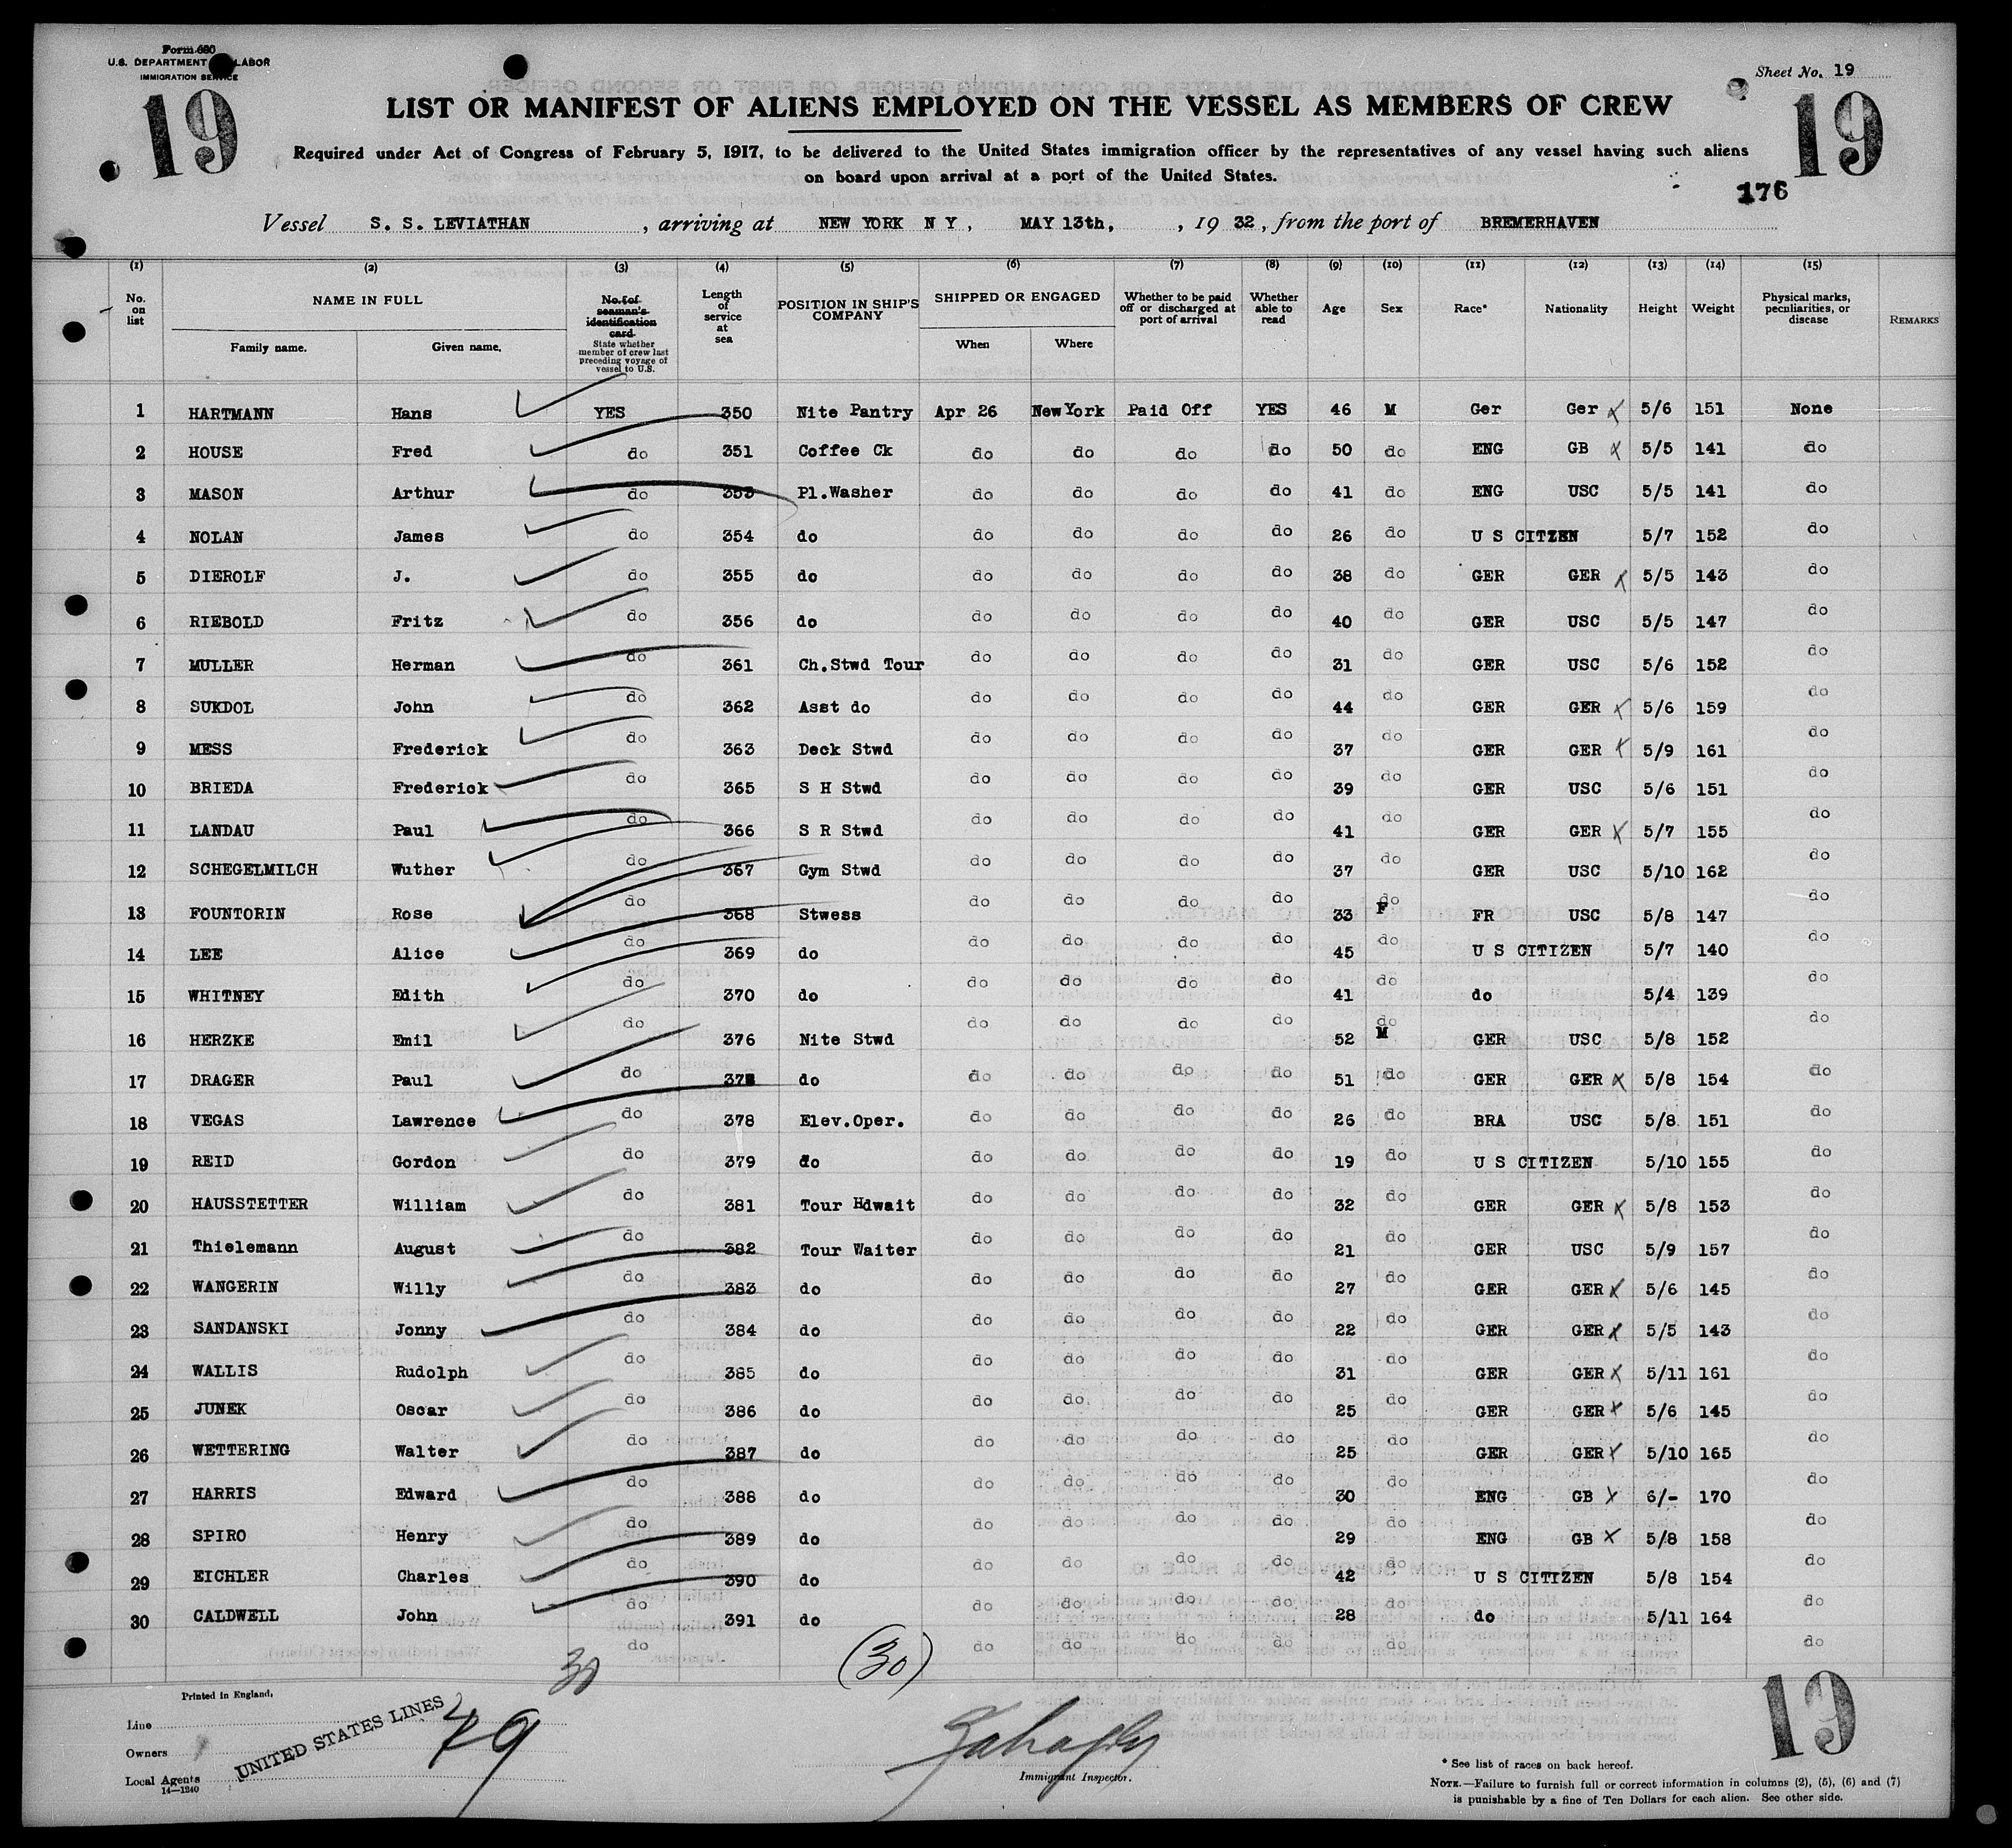 Form 680
U.S. DEPARTMENT LABOR
IMMIGRATION SERVICE
Sheet No. 19
19
19
LIST OR MANIFEST OF ALIENS EMPLOYED ON THE VESSEL AS MEMBERS OF CREW
Required under Act of Congress of February 5, 1917, to be delivered to the United States immigration officer by the representatives of any vessel having such aliens
on board upon arrival at a port of the United States.
176
Vessel S. S. LEVIATHAN, arriving at NEW YORK N Y, MAY 13th, , 19 32, from the port of BREMERHAVEN
(1) (2) (3) (4) (5) (6) (7) (8) (9) (10) (11) (12) (13) (14) (15)
No. on list NAME IN FULL Family name. Given name. No. of seaman's identification card State whether member of crew last preceding voyage of vessel to U.S. Length of service at sea POSITION IN SHIP'S COMPANY SHIPPED OR ENGAGED When Where Whether to be paid off or discharged at port of arrival Whether able to read Age Sex Race* Nationality Height Weight Physical marks, peculiarities, or disease REMARKS
1 HARTMANN Hans YES 350 Nite Pantry Apr 26 New York Paid Off YES 46 M Ger Ger x 5/6 151 None
2 HOUSE Fred do 351 Coffee Ck do do do do 50 do ENG GB x 5/5 141 do
3 MASON Arthur do 353 Pl.Washer do do do do 41 do ENG USC 5/5 141 do
4 NOLAN James do 354 do do do do do 26 do U S CITZEN 5/7 152 do
5 DIEROLF J. do 355 do do do do do 38 do GER GER x 5/5 143 do
6 RIEBOLD Fritz do 356 do do do do do 40 do GER USC 5/5 147 do
7 MULLER Herman do 361 Ch.Stwd Tour do do do do 31 do GER USC 5/6 152 do
8 SUKDOL John do 362 Asst do do do do do 44 do GER GER x 5/6 159 do
9 MESS Frederick do 363 Deck Stwd do do do do 37 do GER GER x 5/9 161 do
10 BRIEDA Frederick do 365 S H Stwd do do do do 39 do GER USC 5/6 151 do
11 LANDAU Paul do 366 S R Stwd do do do do 41 do GER GER x 5/7 155 do
12 SCHEGELMILCH Wuther do 367 Gym Stwd do do do do 37 do GER USC 5/10 162 do
13 FOUNTORIN Rose do 368 Stwess do do do do 33 do F FR USC 5/8 147 do
14 LEE Alice do 369 do do do do do 45 do U S CITIZEN 5/7 140 do
15 WHITNEY Edith do 370 do do do do do 41 do do 5/4 139 do
16 HERZKE Emil do 376 Nite Stwd do do do do 52 do M GER USC 5/8 152 do
17 DRAGER Paul do 377 do do do do do 51 do GER GER x 5/8 154 do
18 VEGAS Lawrence do 378 Elev.Oper. do do do do 26 do BRA USC 5/8 151 do
19 REID Gordon do 379 do do do do do 19 do U S CITIZEN 5/10 155 do
20 HAUSSTETTER William do 381 Tour Hdwait do do do do 32 do GER GER x 5/8 153 do
21 Thielemann August do 382 Tour Waiter do do do do 21 do GER USC 5/9 157 do
22 WANGERIN Willy do 383 do do do do do 27 do GER GER x 5/6 145 do
23 SANDANSKI Jonny do 384 do do do do do 22 do GER GER x 5/5 143 do
24 WALLIS Rudolph do 385 do do do do do 31 do GER GER x 5/11 161 do
25 JUNEK Oscar do 386 do do do do do 25 do GER GER x 5/6 145 do
26 WETTERING Walter do 387 do do do do do 25 do GER GER x 5/10 165 do
27 HARRIS Edward do 388 do do do do do 30 do ENG GB x 6/- 170 do
28 SPIRO Henry do 389 do do do do do 29 do ENG GB x 5/8 158 do
29 EICHLER Charles do 390 do do do do do 42 do U S CITIZEN 5/8 154 do
30 CALDWELL John do 391 do do do do do 28 do do 5/11 164 do
do do do do do do do
30 (30)
Printed in England.
Line
Owners
Local Agents
UNITED STATES LINES
14—1240
Immigrant Inspector.
19
* See list of races on back hereof.
NOTE.—Failure to furnish full or correct information in columns (2), (5), (6) and (7)
is punishable by a fine of Ten Dollars for each alien. See other side.